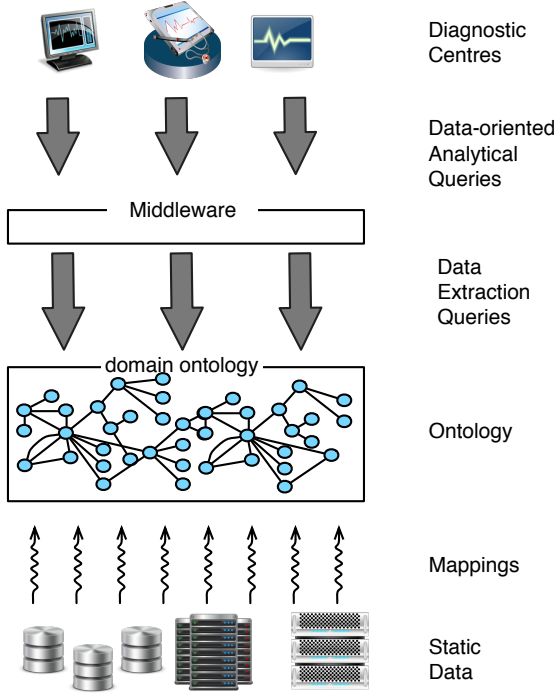 Diagnostic
Centres
Data-oriented
Analytical
Queries
Middleware
Data
Extraction
Queries
domain ontology
Ontology
Mappings
Static
Data